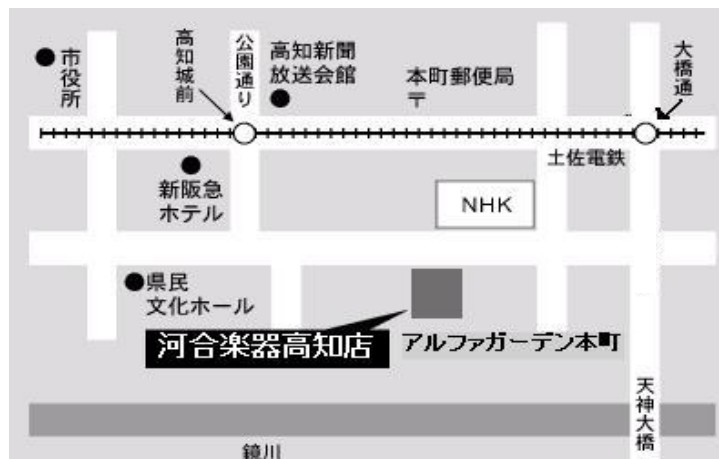 市役所
高知城前
公園通り
高知新聞
放送会館
本町郵便局
〒
大橋通
土佐電鉄
新阪急
ホテル
NHK
県民
文化ホール
河合楽器高知店
アルファガーデン本町
天神大橋
鏡川